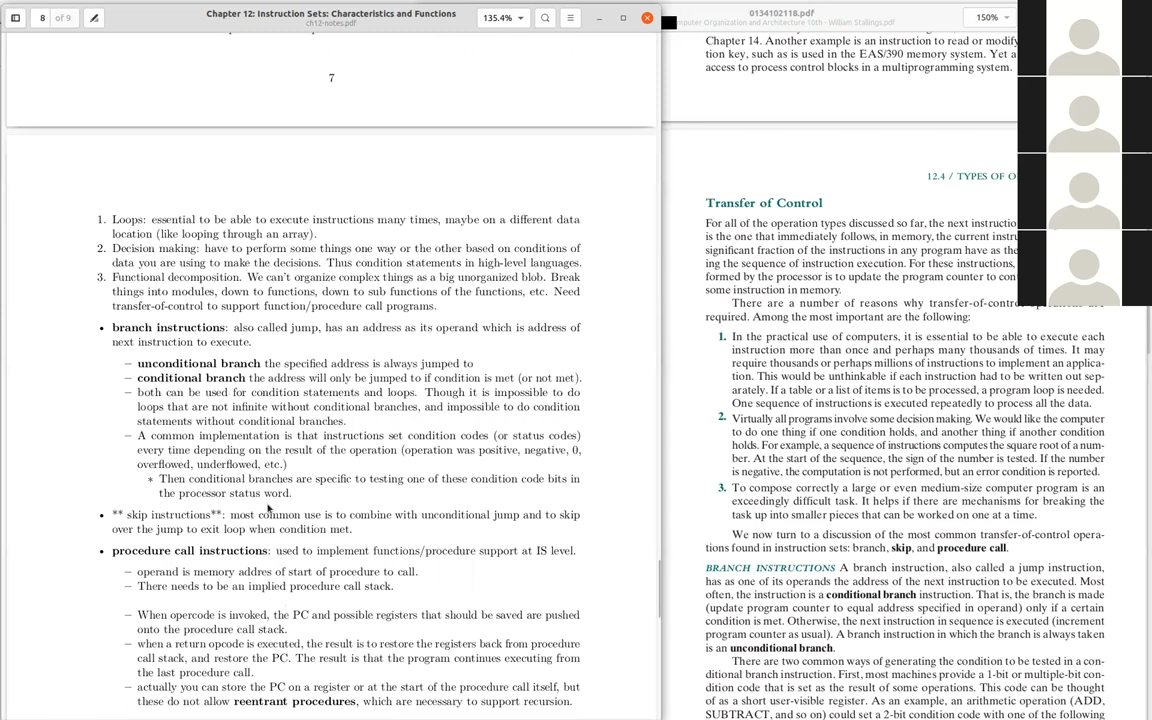 8 of 9
Chapter 12: Instruction Sets: Characteristics and Functions
ch12-notes.pdf
135.4%
7
1. Loops: essential to be able to execute instructions many times, maybe on a different data
location (like looping through an array).
2. Decision making: have to perform some things one way or the other based on conditions of
data you are using to make the decisions. Thus condition statements in high-level languages.
3. Functional decomposition. We can't organize complex things as a big unorganized blob. Break
things into modules, down to functions, down to sub functions of the functions, etc. Need
transfer-of-control to support function/procedure call programs.
• branch instructions: also called jump, has an address as its operand which is address of
next instruction to execute.
– unconditional branch the specified address is always jumped to
– conditional branch the address will only be jumped to if condition is met (or not met).
– both can be used for condition statements and loops. Though it is impossible to do
loops that are not infinite without conditional branches, and impossible to do condition
statements without conditional branches.
– A common implementation is that instructions set condition codes (or status codes)
every time depending on the result of the operation (operation was positive, negative, 0,
overflowed, underflowed, etc.)
∗ Then conditional branches are specific to testing one of these condition code bits in
the processor status word.
• ** skip instructions**: most common use is to combine with unconditional jump and to skip
over the jump to exit loop when condition met.
• procedure call instructions: used to implement functions/procedure support at IS level.
– operand is memory addres of start of procedure to call.
– There needs to be an implied procedure call stack.
– When opcode is invoked, the PC and possible registers that should be saved are pushed
onto the procedure call stack.
– when a return opcode is executed, the result is to restore the registers back from procedure
call stack, and restore the PC. The result is that the program continues executing from
the last procedure call.
– actually you can store the PC on a register or at the start of the procedure call itself, but
these do not allow reentrant procedures, which are necessary to support recursion.
0134102118.pdf
mputer Organization and Architecture 10th - William Stallings.pdf
150%
Chapter 14. Another example is an instruction to read or modify
tion key, such as is used in the EAS/390 memory system. Yet a
access to process control blocks in a multiprogramming system.
12.4 / TYPES OF O
Transfer of Control
For all of the operation types discussed so far, the next instructio
is the one that immediately follows, in memory, the current instru
significant fraction of the instructions in any program have as the
ing the sequence of instruction execution. For these instructions,
formed by the processor is to update the program counter to con
some instruction in memory.
There are a number of reasons why transfer-of-control operations are
required. Among the most important are the following:
1. In the practical use of computers, it is essential to be able to execute each
instruction more than once and perhaps many thousands of times. It may
require thousands or perhaps millions of instructions to implement an applica-
tion. This would be unthinkable if each instruction had to be written out sep-
arately. If a table or a list of items is to be processed, a program loop is needed.
One sequence of instructions is executed repeatedly to process all the data.
2. Virtually all programs involve some decision making. We would like the computer
to do one thing if one condition holds, and another thing if another condition
holds. For example, a sequence of instructions computes the square root of a num-
ber. At the start of the sequence, the sign of the number is tested. If the number
is negative, the computation is not performed, but an error condition is reported.
3. To compose correctly a large or even medium-size computer program is an
exceedingly difficult task. It helps if there are mechanisms for breaking the
task up into smaller pieces that can be worked on one at a time.
We now turn to a discussion of the most common transfer-of-control opera-
tions found in instruction sets: branch, skip, and procedure call.
BRANCH INSTRUCTIONS A branch instruction, also called a jump instruction,
has as one of its operands the address of the next instruction to be executed. Most
often, the instruction is a conditional branch instruction. That is, the branch is made
(update program counter to equal address specified in operand) only if a certain
condition is met. Otherwise, the next instruction in sequence is executed (increment
program counter as usual). A branch instruction in which the branch is always taken
is an unconditional branch.
There are two common ways of generating the condition to be tested in a con-
ditional branch instruction. First, most machines provide a 1-bit or multiple-bit con-
dition code that is set as the result of some operations. This code can be thought
of as a short user-visible register. As an example, an arithmetic operation (ADD,
SUBTRACT, and so on) could set a 2-bit condition code with one of the following